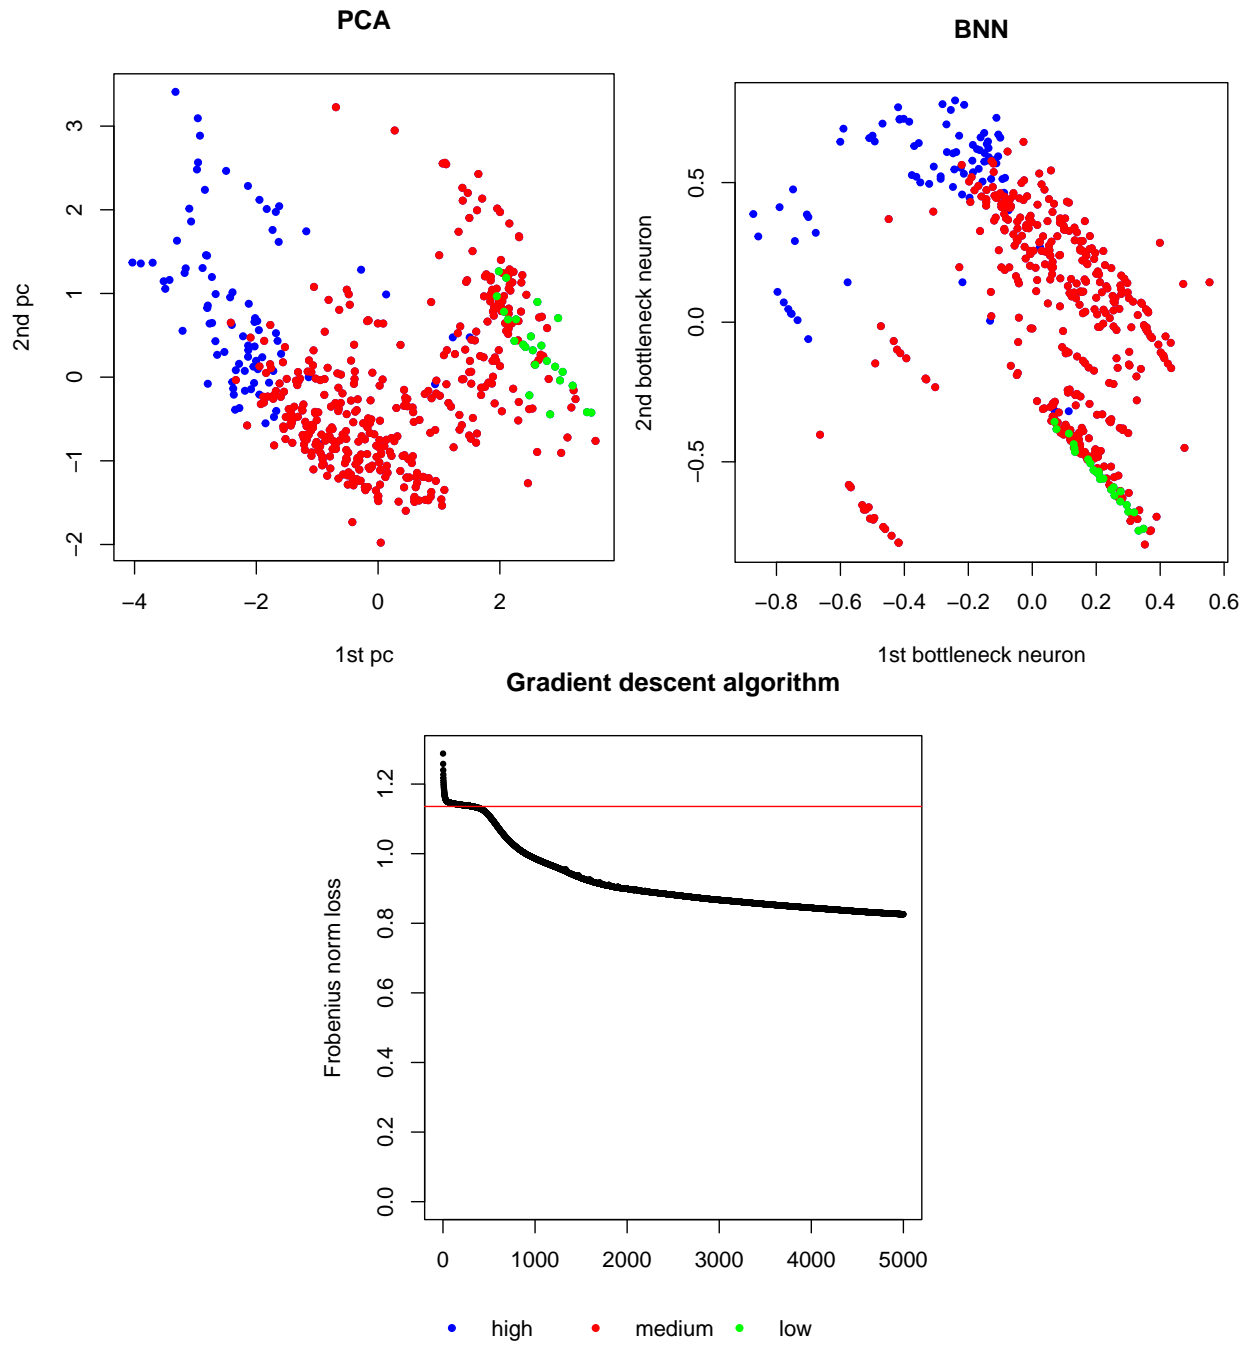 PCA
3
2
1
0
−1
−2
2nd pc
−4 −2 0 2
1st pc
BNN
0.5
0.0
−0.5
2nd bottleneck neuron
−0.8 −0.6 −0.4 −0.2 0.0 0.2 0.4 0.6
1st bottleneck neuron
Gradient descent algorithm
1.2
1.0
0.8
0.6
0.4
0.2
0.0
Frobenius norm loss
0 1000 2000 3000 4000 5000
high medium low